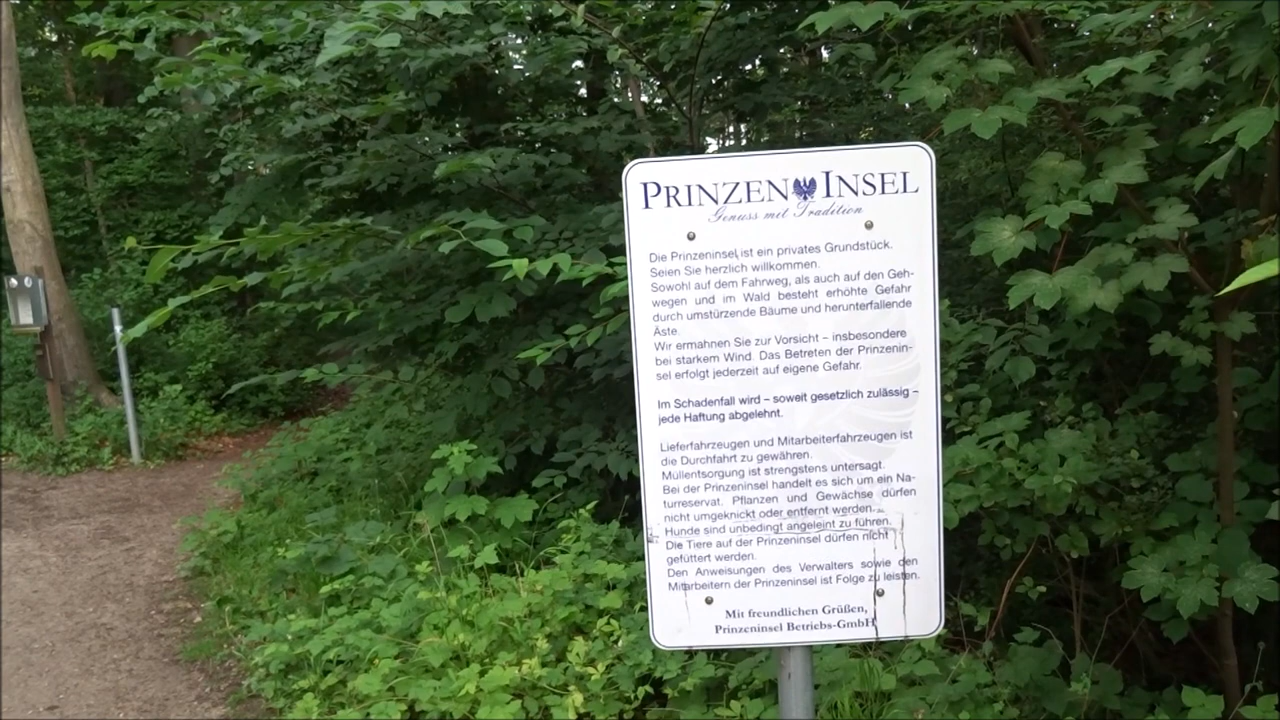 PRINZEN INSEL
Genuss mit Tradition
Die Prinzeninsel ist ein privates Grundstück.
Seien Sie herzlich willkommen.
Sowohl auf dem Fahrweg, als auch auf den Geh-
wegen und im Wald besteht erhöhte Gefahr
durch umstürzende Bäume und herunterfallende
Äste.
Wir ermahnen Sie zur Vorsicht – insbesondere
bei starkem Wind. Das Betreten der Prinzenin-
sel erfolgt jederzeit auf eigene Gefahr.
Im Schadenfall wird – soweit gesetzlich zulässig –
jede Haftung abgelehnt.
Lieferfahrzeugen und Mitarbeiterfahrzeugen ist
die Durchfahrt zu gewähren.
Müllentsorgung ist strengstens untersagt.
Bei der Prinzeninsel handelt es sich um ein Na-
turreservat. Pflanzen und Gewächse dürfen
nicht umgeknickt oder entfernt werden.
Hunde sind unbedingt angeleint zu führen.
Die Tiere auf der Prinzeninsel dürfen nicht
gefüttert werden.
Den Anweisungen des Verwalters sowie den
Mitarbeitern der Prinzeninsel ist Folge zu leisten.
Mit freundlichen Grüßen,
Prinzeninsel Betriebs-GmbH